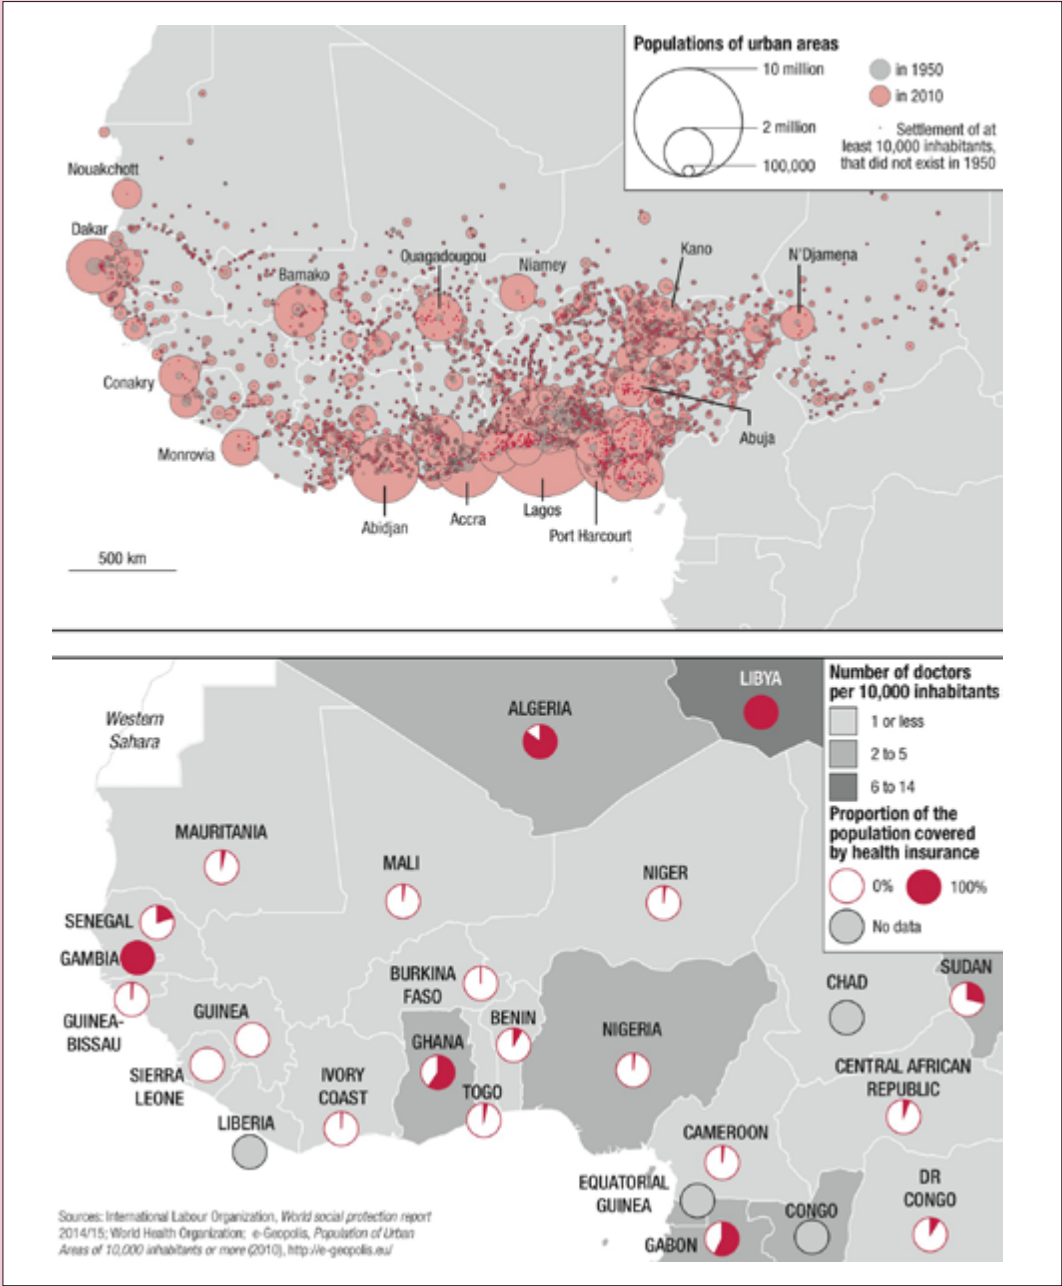 Populations of urban areas
10 million
2 million
100,000
in 1950
in 2010
Settlement of at
least 10,000 inhabitants,
that did not exist in 1950
Nouakchott
Dakar
Bamako
Ouagadougou
Niamey
Kano
N'Djamena
Conakry
Monrovia
Abidjan
Accra
Lagos
Port Harcourt
Abuja
500 km
Number of doctors
per 10,000 inhabitants
1 or less
2 to 5
6 to 14
Proportion of the
population covered
by health insurance
0%
100%
No data
Western
Sahara
ALGERIA
LIBYA
MAURITANIA
MALI
NIGER
SENEGAL
GAMBIA
GUINEA-
BISSAU
GUINEA
SIERRA
LEONE
LIBERIA
IVORY
COAST
BURKINA
FASO
GHANA
BENIN
TOGO
NIGERIA
CHAD
SUDAN
CENTRAL AFRICAN
REPUBLIC
CAMEROON
EQUATORIAL
GUINEA
GABON
CONGO
DR
CONGO
Sources: International Labour Organization, World social protection report
2014/15; World Health Organization; e-Geopolis, Population of Urban
Areas of 10,000 inhabitants or more (2010), http://e-geopolis.eu/